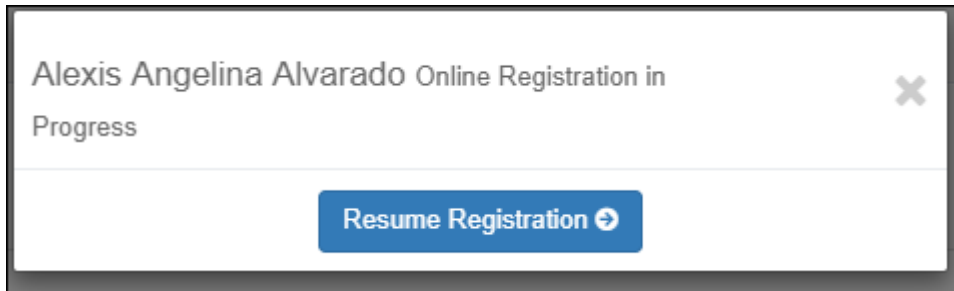 Alexis Angelina Alvarado Online Registration in
Progress
Resume Registration